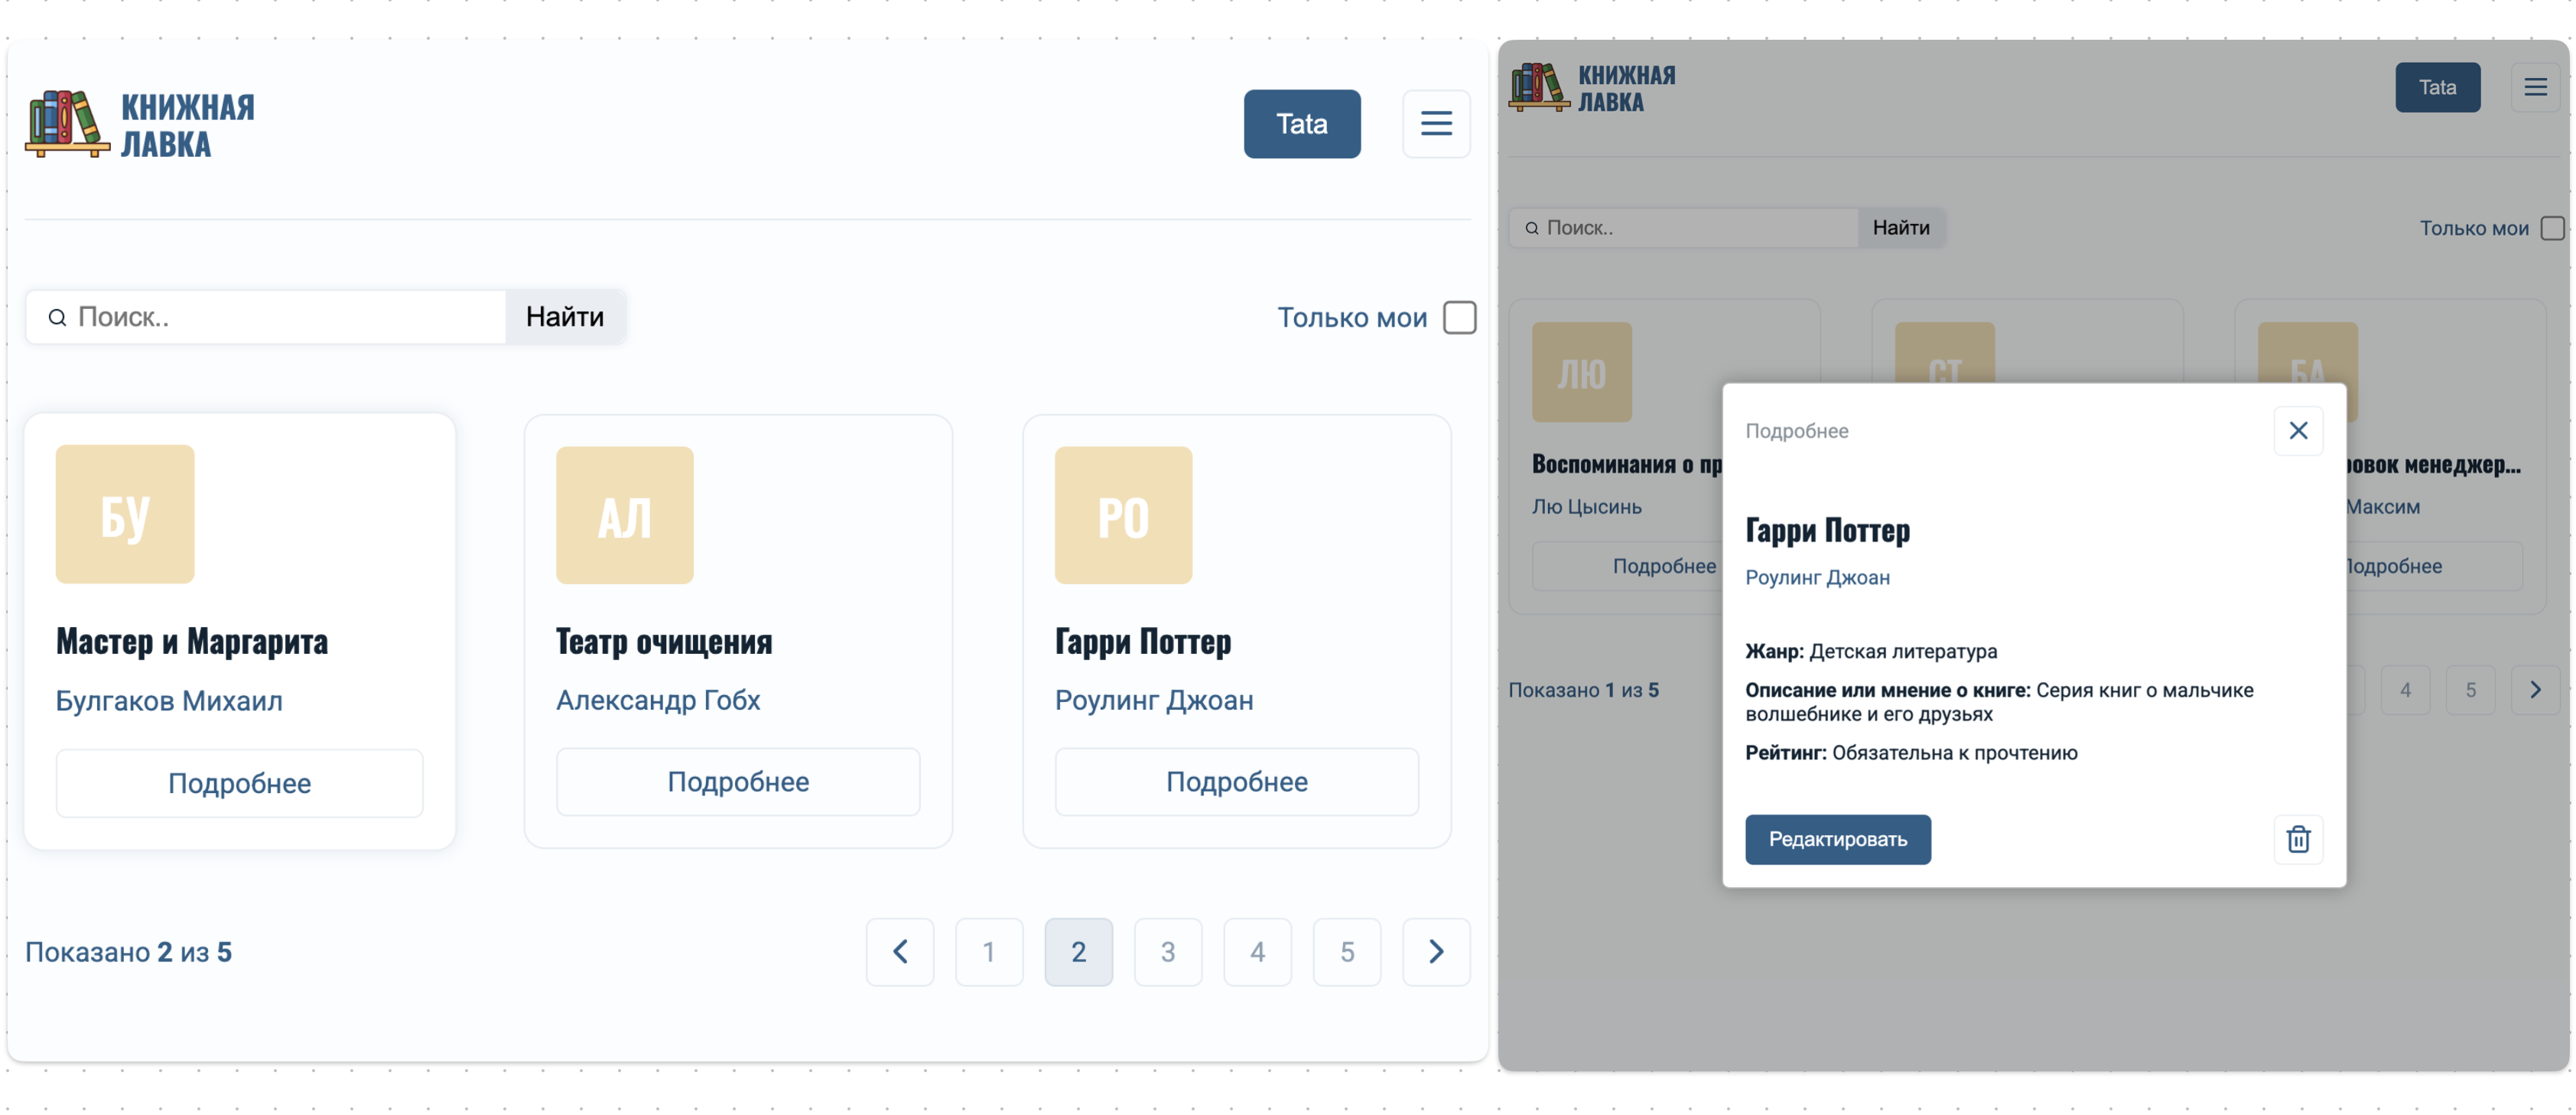 КНИЖНАЯ
ЛАВКА
Tata
Поиск..
Найти
Только мои
БУ
Мастер и Маргарита
Булгаков Михаил
Подробнее
АЛ
Театр очищения
Александр Гобх
Подробнее
РО
Гарри Поттер
Роулинг Джоан
Подробнее
Показано 2 из 5
1
2
3
4
5
КНИЖНАЯ
ЛАВКА
Tata
Поиск..
Найти
Только мои
ЛЮ
Воспоминания о пр
Лю Цысинь
Подробнее
СТ
БА
овок менеджер...
Максим
одробнее
Показано 1 из 5
4
5
Подробнее
Гарри Поттер
Роулинг Джоан
Жанр: Детская литература
Описание или мнение о книге: Серия книг о мальчике
волшебнике и его друзьях
Рейтинг: Обязательна к прочтению
Редактировать